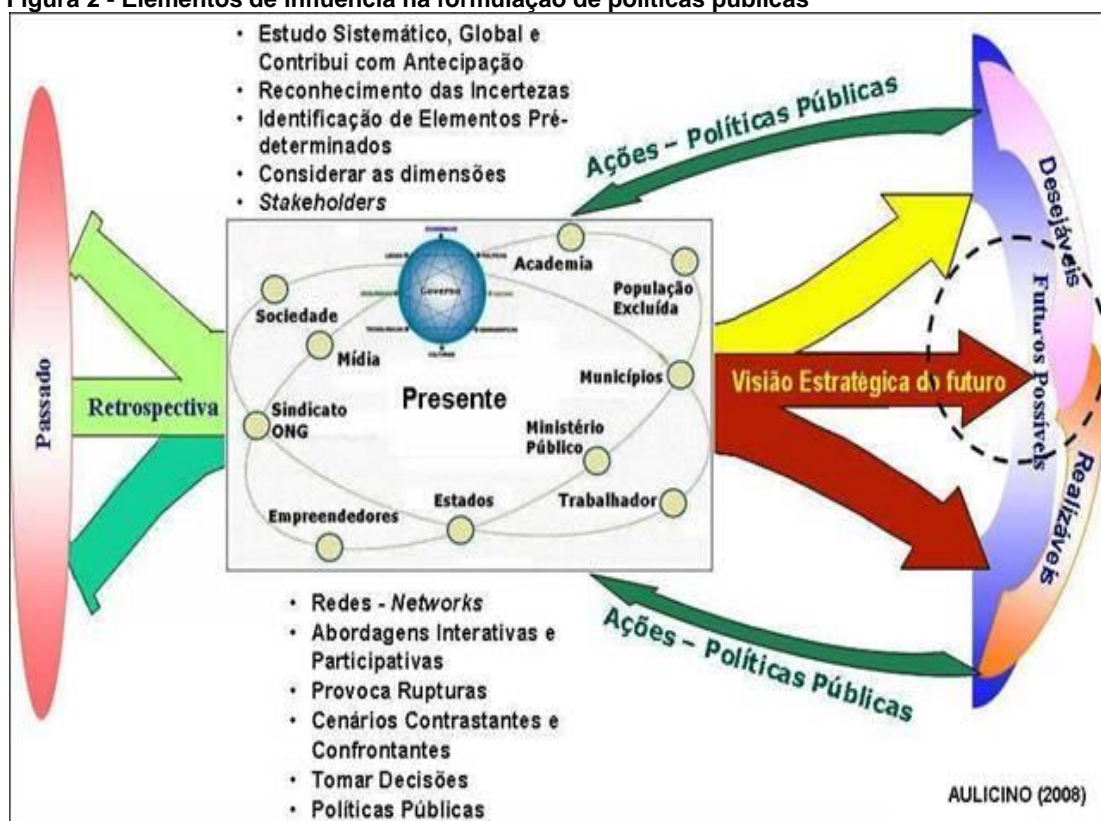 Figura 2 - Elementos de influência na formulação de políticas públicas
• Estudo Sistemático, Global e
Contribui com Antecipação
• Reconhecimento das Incertezas
• Identificação de Elementos Pré-
determinados
• Considerar as dimensões
• Stakeholders
Ações – Políticas Públicas
Passado
Retrospectiva
Governo
Academia
População
Excluída
Sociedade
Mídia
Municípios
Presente
Sindicato
ONG
Ministério
Público
Estados
Trabalhador
Empreendedores
Visão Estratégica do futuro
Desejáveis
Futuros Possíveis
Realizáveis
Ações – Políticas Públicas
• Redes - Networks
• Abordagens Interativas e
Participativas
• Provoca Rupturas
• Cenários Contrastantes e
Confrontantes
• Tomar Decisões
• Políticas Públicas
AULICINO (2008)